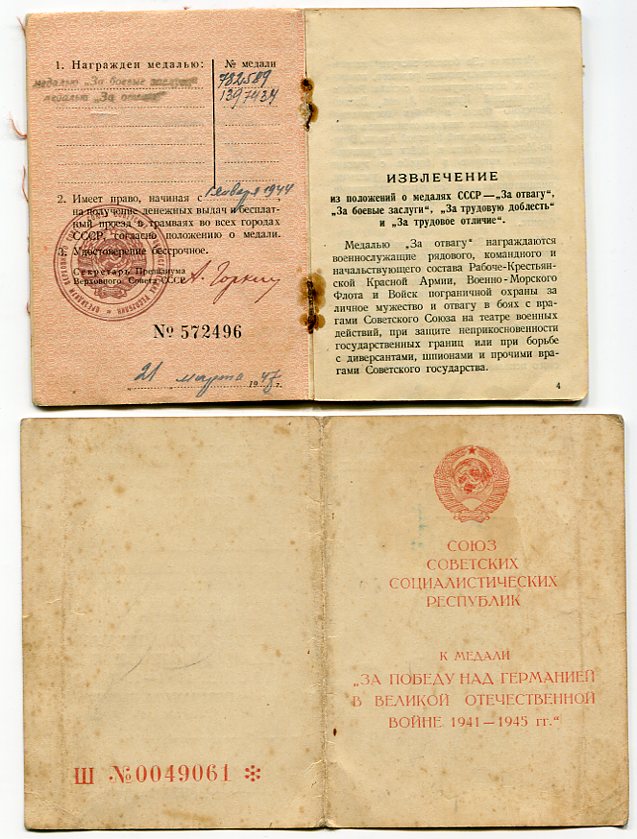 1. Награжден медалью:
№ медали
медалью „За боевые заслуги“
782589
медалью „За отвагу“
1397437
2. Имеет право, начиная с 1 января 1944
на получение денежных выдач и бесплат-
ный проезд в трамваях во всех городах
СССР, согласно положению о медали.
3. Удостоверение бессрочное.
Секретарь Президиума
Верховного Совета СССР А. Горкин
№ 572496
21 марта 1947 г.
ИЗВЛЕЧЕНИЕ
из положений о медалях СССР—„За отвагу“,
„За боевые заслуги“, „За трудовую доблесть“
и „За трудовое отличие“.
Медалью „За отвагу“ награждаются
военнослужащие рядового, командного и
начальствующего состава Рабоче-Крестьян-
ской Красной Армии, Военно-Морского
Флота и Войск пограничной охраны за
личное мужество и отвагу в боях с вра-
гами Советского Союза на театре военных
действий, при защите неприкосновенности
государственных границ или при борьбе
с диверсантами, шпионами и прочими вра-
гами Советского государства.
4
СОЮЗ
СОВЕТСКИХ
СОЦИАЛИСТИЧЕСКИХ
РЕСПУБЛИК
К МЕДАЛИ
„ЗА ПОБЕДУ НАД ГЕРМАНИЕЙ
В ВЕЛИКОЙ ОТЕЧЕСТВЕННОЙ
ВОЙНЕ 1941—1945 гг.“
Ш №0049061